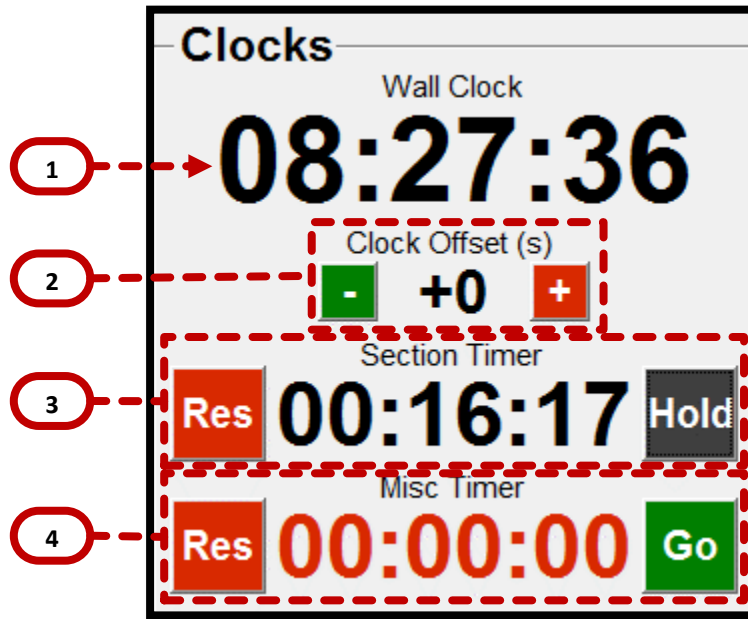 Clocks
Wall Clock
1
08:27:36
Clock Offset (s)
2
- +0 +
Section Timer
3
Res 00:16:17 Hold
Misc Timer
4
Res 00:00:00 Go